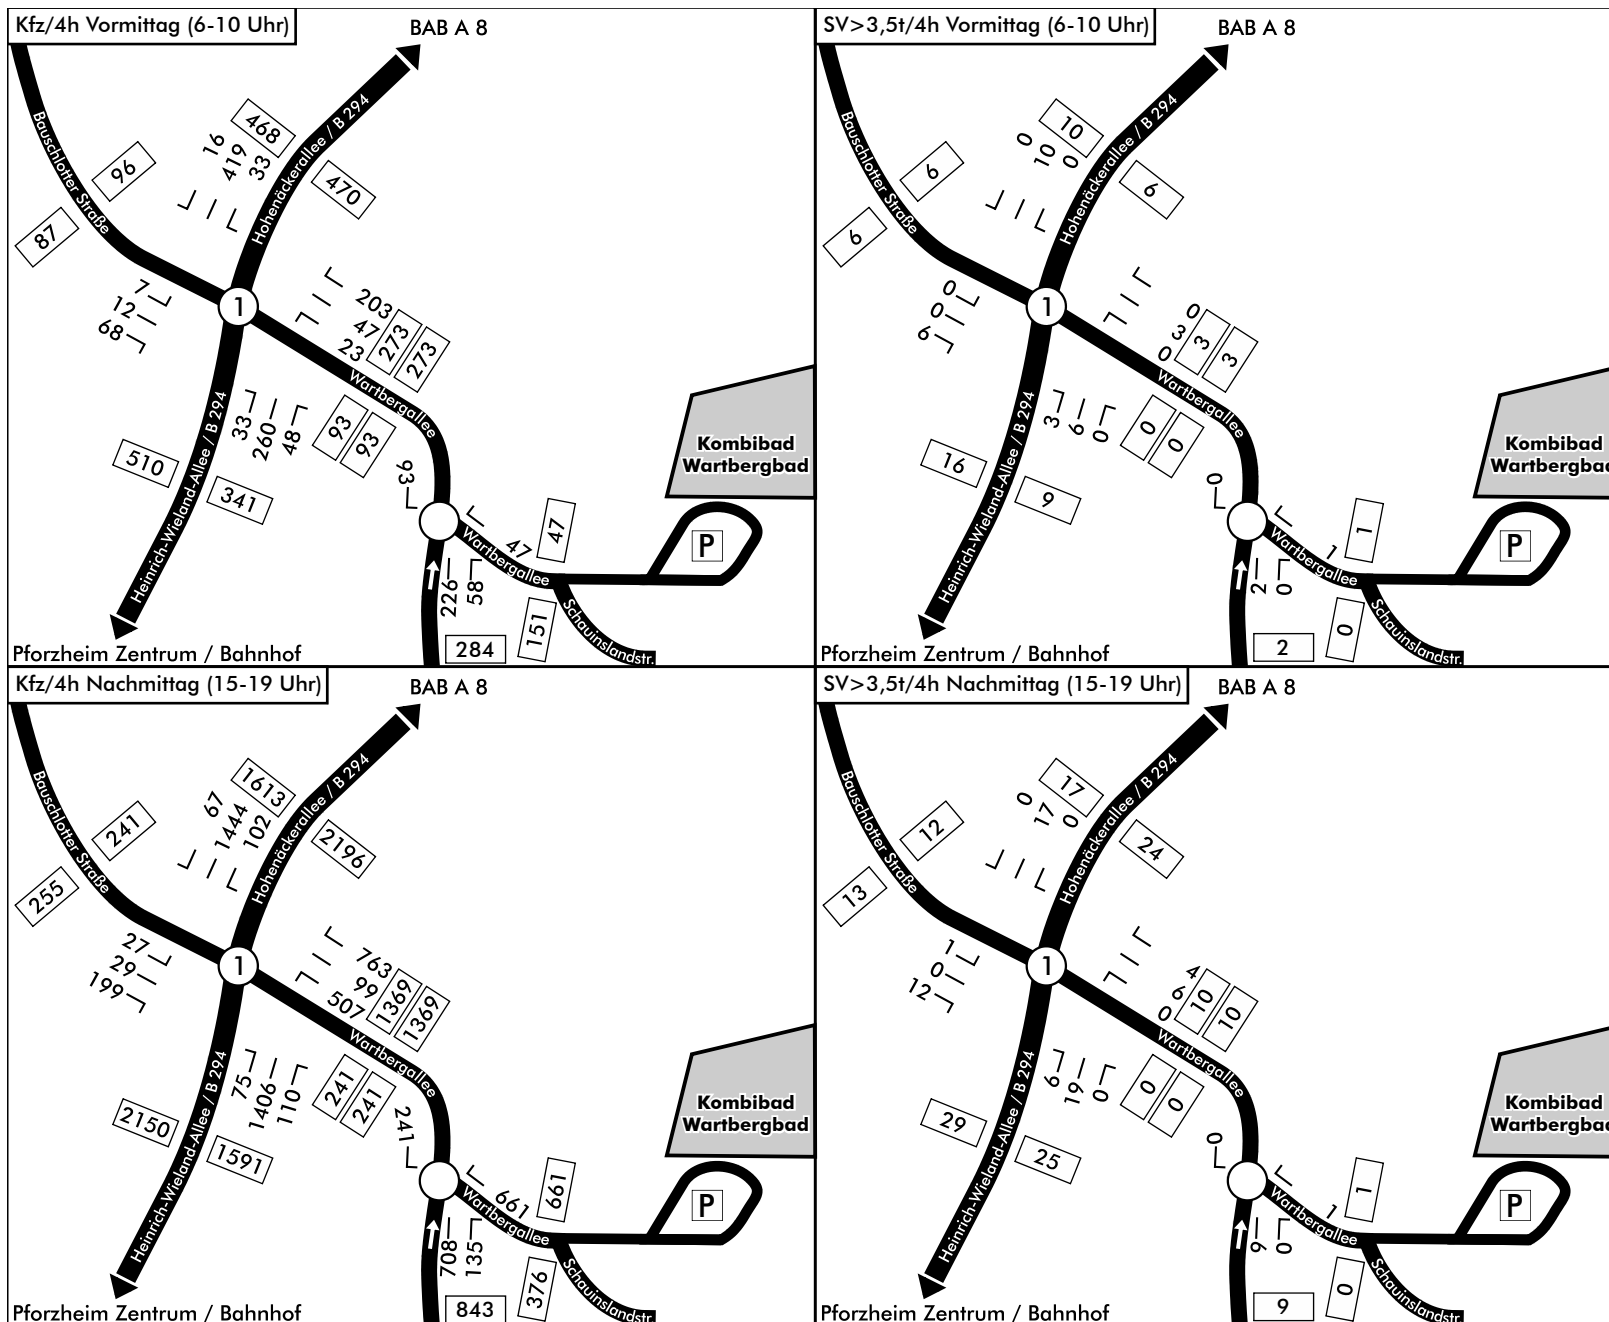 Kfz/4h Vormittag (6-10 Uhr)
BAB A 8
Bauschlotter Straße
Hohenäckerallee / B 294
16
419
33
468
470
96
87
7
12
68
1
203
47
23
273
273
Wartbergallee
33
260
48
93
93
93
510
341
Heinrich-Wieland-Allee / B 294
Kombibad
Wartbergbad
P
47
47
Wartbergallee
226
58
151
284
Schauinslandstr.
Pforzheim Zentrum / Bahnhof
SV>3,5t/4h Vormittag (6-10 Uhr)
BAB A 8
Bauschlotter Straße
Hohenäckerallee / B 294
0
10
0
10
6
6
6
0
0
6
1
0
3
0
3
3
Wartbergallee
3
6
0
0
0
0
16
9
Heinrich-Wieland-Allee / B 294
Kombibad
Wartbergbad
P
1
1
Wartbergallee
2
0
0
2
Schauinslandstr.
Pforzheim Zentrum / Bahnhof
Kfz/4h Nachmittag (15-19 Uhr)
BAB A 8
Bauschlotter Straße
Hohenäckerallee / B 294
67
1444
102
1613
2196
241
255
27
29
199
1
763
99
507
1369
1369
Wartbergallee
75
1406
110
241
241
241
2150
1591
Heinrich-Wieland-Allee / B 294
Kombibad
Wartbergbad
P
661
661
Wartbergallee
708
135
376
843
Schauinslandstr.
Pforzheim Zentrum / Bahnhof
SV>3,5t/4h Nachmittag (15-19 Uhr)
BAB A 8
Bauschlotter Straße
Hohenäckerallee / B 294
0
17
0
17
24
12
13
1
0
12
1
4
6
0
10
10
Wartbergallee
6
19
0
0
0
0
29
25
Heinrich-Wieland-Allee / B 294
Kombibad
Wartbergbad
P
1
1
Wartbergallee
9
0
0
9
Schauinslandstr.
Pforzheim Zentrum / Bahnhof